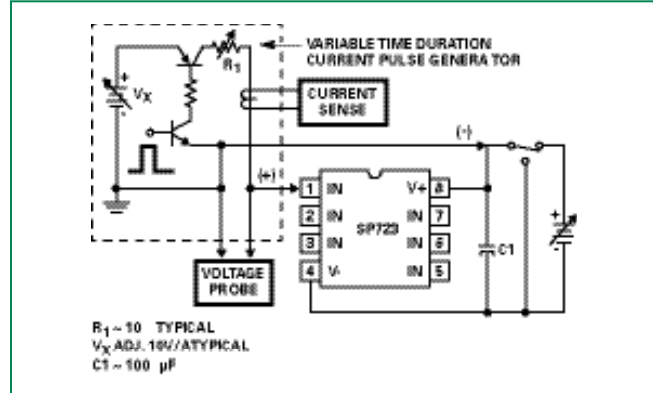 VARIABLE TIME DURATION
CURRENT PULSE GENERATOR
R1
+
VX
-
CURRENT
SENSE
(-)
(+)
1 IN
2 IN
3 IN
4 V-
SP723
V+ 8
IN 7
IN 6
IN 5
C1
+
-
VOLTAGE
PROBE
R1 ~ 10 TYPICAL
VX ADJ. 10V/ATYPICAL
C1 ~ 100 µF